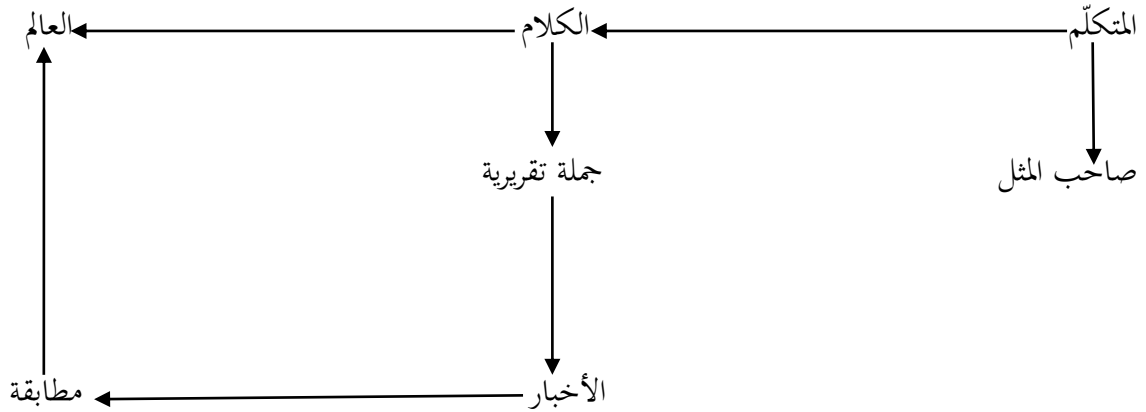 المتكلّم الكلام العالم
صاحب المثل جملة تقريرية
الأخبار مطابقة